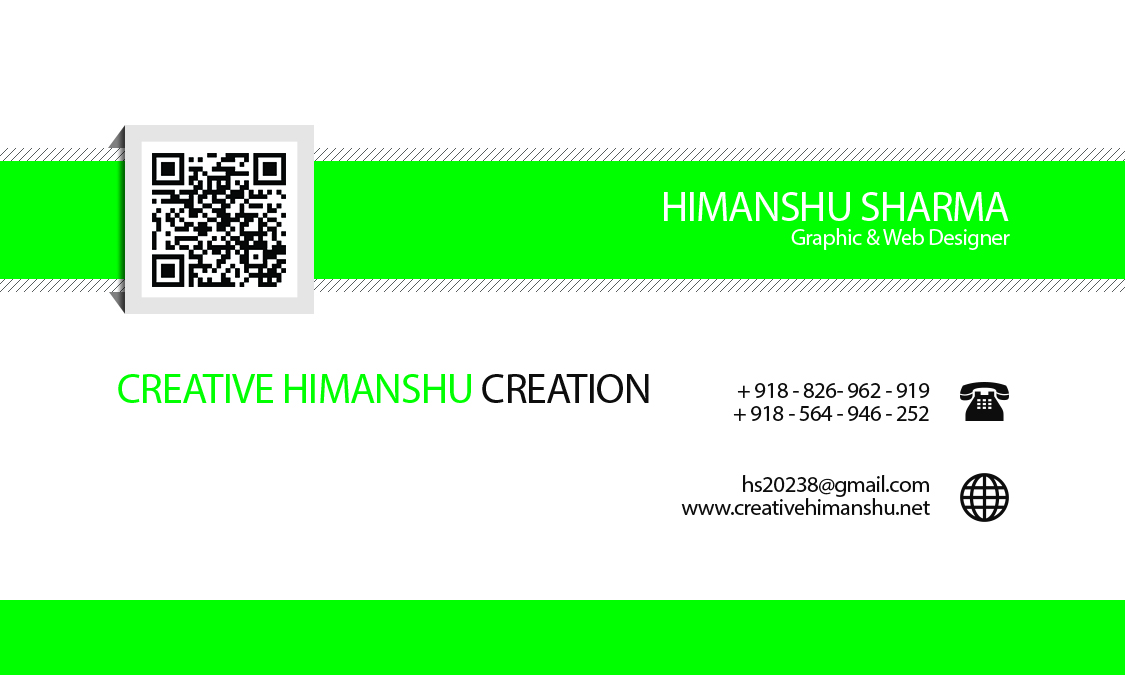 HIMANSHU SHARMA
Graphic & Web Designer
CREATIVE HIMANSHU CREATION
+ 918 - 826- 962 - 919
+ 918 - 564 - 946 - 252
hs20238@gmail.com
www.creativehimanshu.net